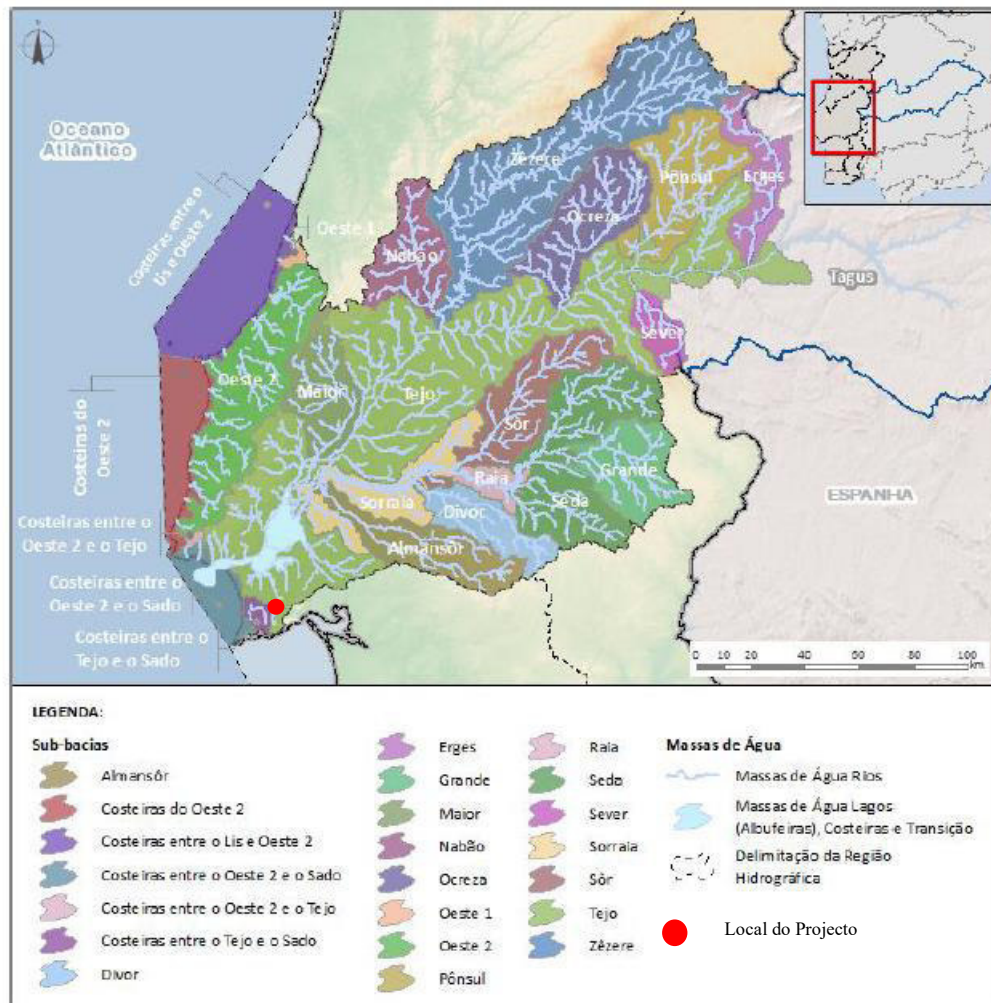 Oceano
Atlântico
Costeiras entre o
Lis e Oeste 2
Oeste 1
Zêzere
Pônsul
Erges
Ocreza
Nabão
Tagus
Sever
Oeste 2
Maior
Tejo
Sôr
Costeiras do
Oeste 2
Grande
Raia
Seda
ESPANHA
Sorraia
Divor
Almansôr
Costeiras entre o
Oeste 2 e o Tejo
Costeiras entre o
Oeste 2 e o Sado
Costeiras entre o
Tejo e o Sado
0 10 20 40 60 80 100
km
LEGENDA:
Sub-bacias
Almansôr
Costeiras do Oeste 2
Costeiras entre o Lis e Oeste 2
Costeiras entre o Oeste 2 e o Sado
Costeiras entre o Oeste 2 e o Tejo
Costeiras entre o Tejo e o Sado
Divor
Erges
Grande
Maior
Nabão
Ocreza
Oeste 1
Oeste 2
Pônsul
Raia
Seda
Sever
Sorraia
Sôr
Tejo
Zêzere
Massas de Água
Massas de Água Rios
Massas de Água Lagos
(Albufeiras), Costeiras e Transição
Delimitação da Região
Hidrográfica
Local do Projecto